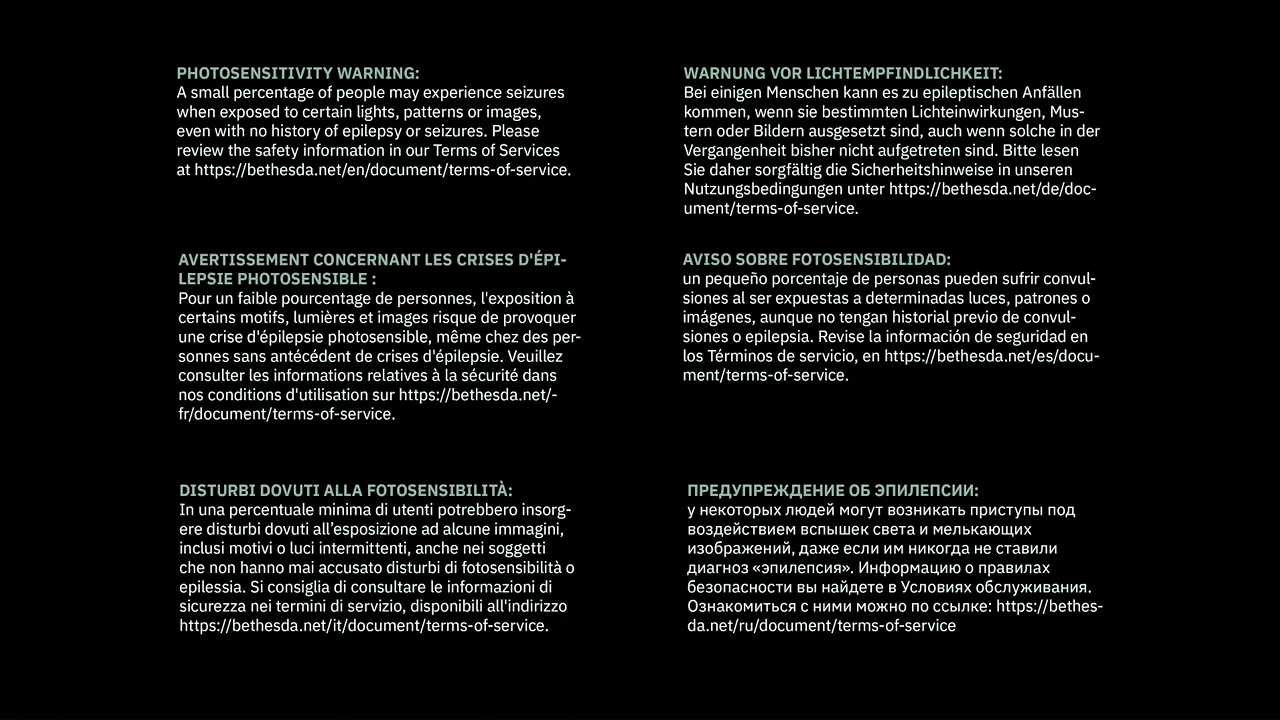 PHOTOSENSITIVITY WARNING:
A small percentage of people may experience seizures
when exposed to certain lights, patterns or images,
even with no history of epilepsy or seizures. Please
review the safety information in our Terms of Services
at https://bethesda.net/en/document/terms-of-service.
WARNUNG VOR LICHTEMPFINDLICHKEIT:
Bei einigen Menschen kann es zu epileptischen Anfällen
kommen, wenn sie bestimmten Lichteinwirkungen, Mus-
tern oder Bildern ausgesetzt sind, auch wenn solche in der
Vergangenheit bisher nicht aufgetreten sind. Bitte lesen
Sie daher sorgfältig die Sicherheitshinweise in unseren
Nutzungsbedingungen unter https://bethesda.net/de/doc-
ument/terms-of-service.
AVERTISSEMENT CONCERNANT LES CRISES D'ÉPI-
LEPSIE PHOTOSENSIBLE :
Pour un faible pourcentage de personnes, l'exposition à
certains motifs, lumières et images risque de provoquer
une crise d'épilepsie photosensible, même chez des per-
sonnes sans antécédent de crises d'épilepsie. Veuillez
consulter les informations relatives à la sécurité dans
nos conditions d'utilisation sur https://bethesda.net/-
fr/document/terms-of-service.
AVISO SOBRE FOTOSENSIBILIDAD:
un pequeño porcentaje de personas pueden sufrir convul-
siones al ser expuestas a determinadas luces, patrones o
imágenes, aunque no tengan historial previo de convul-
siones o epilepsia. Revise la información de seguridad en
los Términos de servicio, en https://bethesda.net/es/docu-
ment/terms-of-service.
DISTURBI DOVUTI ALLA FOTOSENSIBILITÀ:
In una percentuale minima di utenti potrebbero insorg-
ere disturbi dovuti all’esposizione ad alcune immagini,
inclusi motivi o luci intermittenti, anche nei soggetti
che non hanno mai accusato disturbi di fotosensibilità o
epilessia. Si consiglia di consultare le informazioni di
sicurezza nei termini di servizio, disponibili all'indirizzo
https://bethesda.net/it/document/terms-of-service.
ПРЕДУПРЕЖДЕНИЕ ОБ ЭПИЛЕПСИИ:
у некоторых людей могут возникать приступы под
воздействием вспышек света и мелькающих
изображений, даже если им никогда не ставили
диагноз «эпилепсия». Информацию о правилах
безопасности вы найдете в Условиях обслуживания.
Ознакомиться с ними можно по ссылке: https://bethes-
da.net/ru/document/terms-of-service